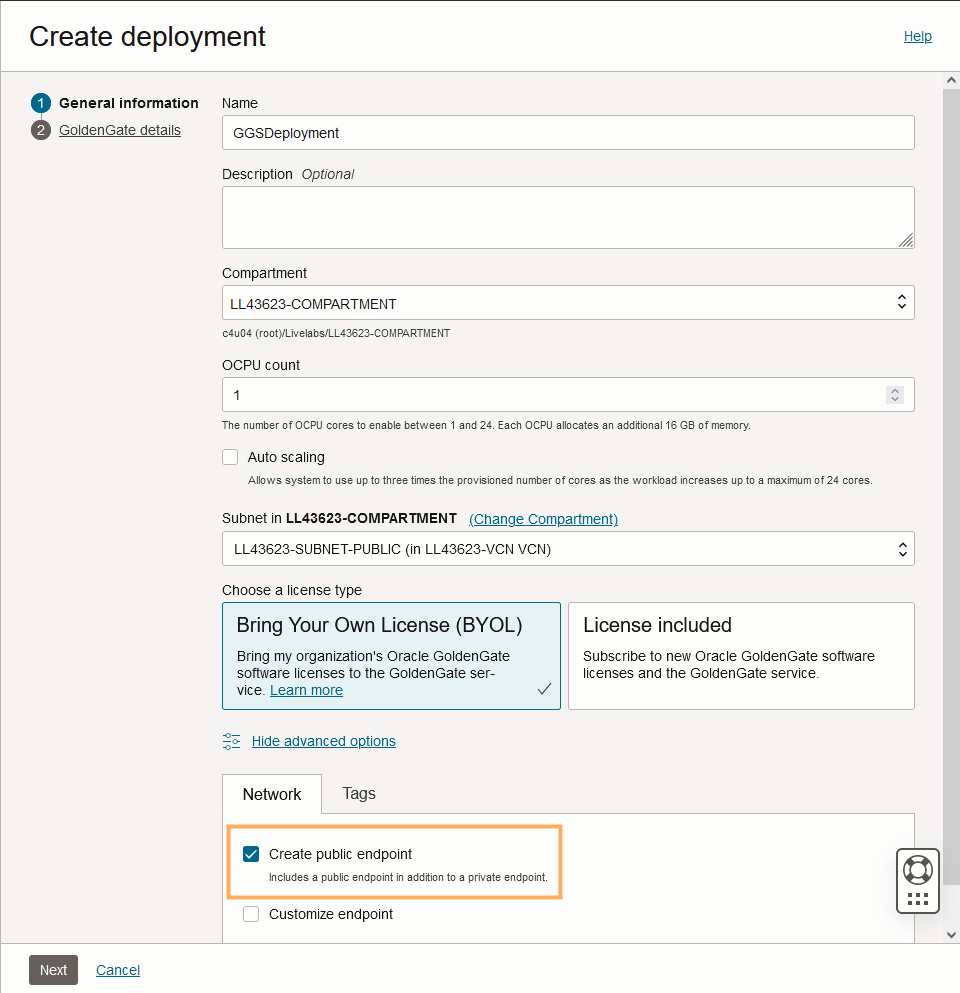 Create deployment
Help
1 General information
2 GoldenGate details
Name
GGSDeployment
Description Optional
Compartment
LL43623-COMPARTMENT
c4u04 (root)/Livelabs/LL43623-COMPARTMENT
OCPU count
1
The number of OCPU cores to enable between 1 and 24. Each OCPU allocates an additional 16 GB of memory.
Auto scaling
Allows system to use up to three times the provisioned number of cores as the workload increases up to a maximum of 24 cores.
Subnet in LL43623-COMPARTMENT (Change Compartment)
LL43623-SUBNET-PUBLIC (in LL43623-VCN VCN)
Choose a license type
Bring Your Own License (BYOL)
Bring my organization's Oracle GoldenGate
software licenses to the GoldenGate ser-
vice. Learn more
License included
Subscribe to new Oracle GoldenGate software
licenses and the GoldenGate service.
Hide advanced options
Network
Tags
Create public endpoint
Includes a public endpoint in addition to a private endpoint.
Customize endpoint
Next
Cancel